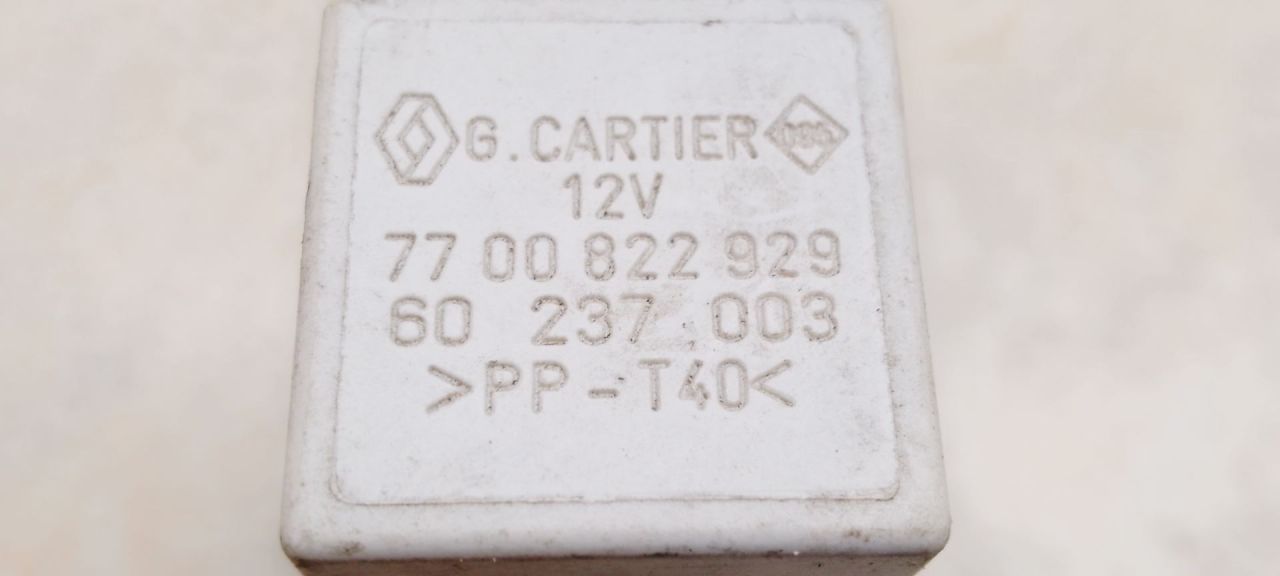 G. CARTIER
12V
77 00 822 929
60 237 003
>PP-T40<